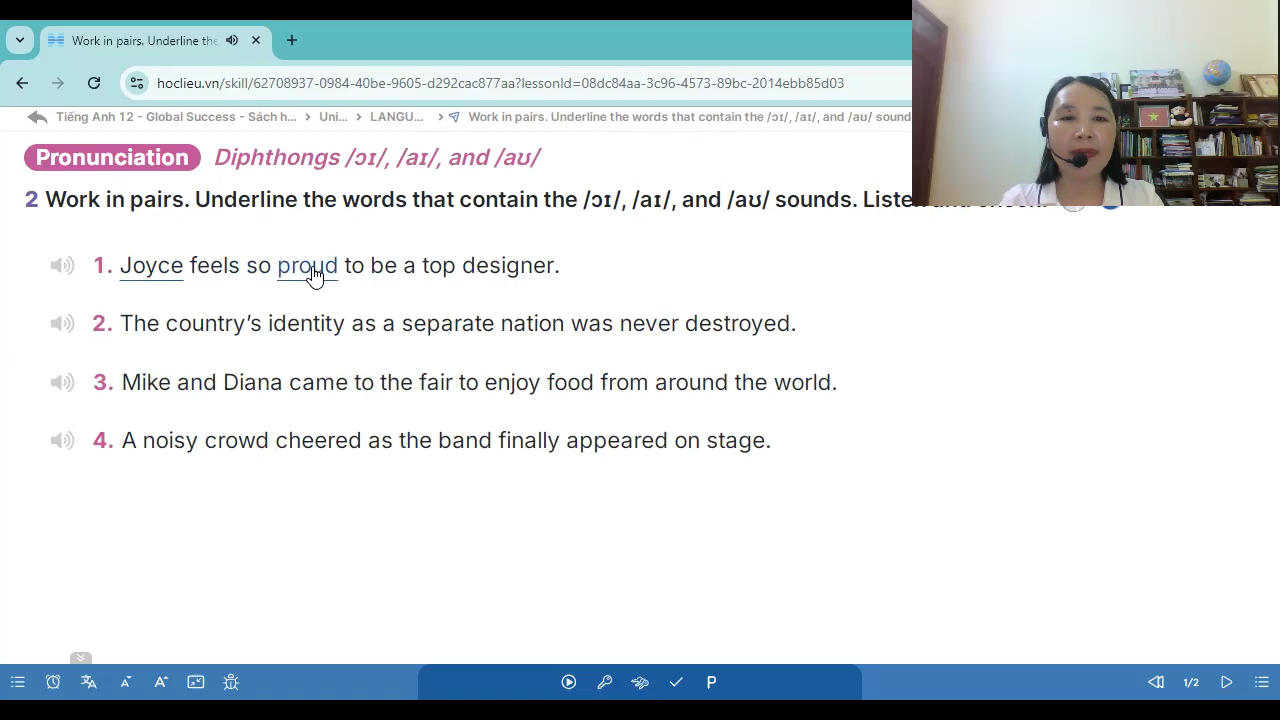 Work in pairs. Underline the
hoclieu.vn/skill/62708937-0984-40be-9605-d292cac877aa?lessonId=08dc84aa-3c96-4573-89bc-2014ebb85d03
Tiếng Anh 12 - Global Success - Sách h... > Uni... > LANGU... > Work in pairs. Underline the words that contain the /ɔɪ/, /aɪ/, and /aʊ/ sound
Pronunciation Diphthongs /ɔɪ/, /aɪ/, and /aʊ/
2 Work in pairs. Underline the words that contain the /ɔɪ/, /aɪ/, and /aʊ/ sounds. Listen
1. Joyce feels so proud to be a top designer.
2. The country’s identity as a separate nation was never destroyed.
3. Mike and Diana came to the fair to enjoy food from around the world.
4. A noisy crowd cheered as the band finally appeared on stage.
A A P 1/2